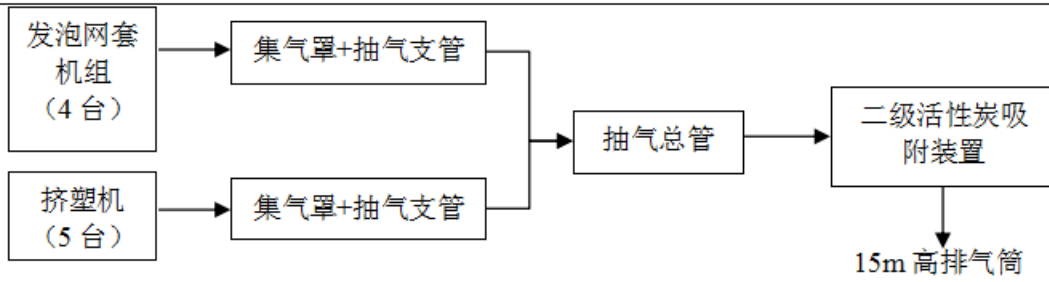 发泡网套
机组
（4 台）
集气罩+抽气支管
挤塑机
（5 台）
集气罩+抽气支管
抽气总管
二级活性炭吸
附装置
15m 高排气筒